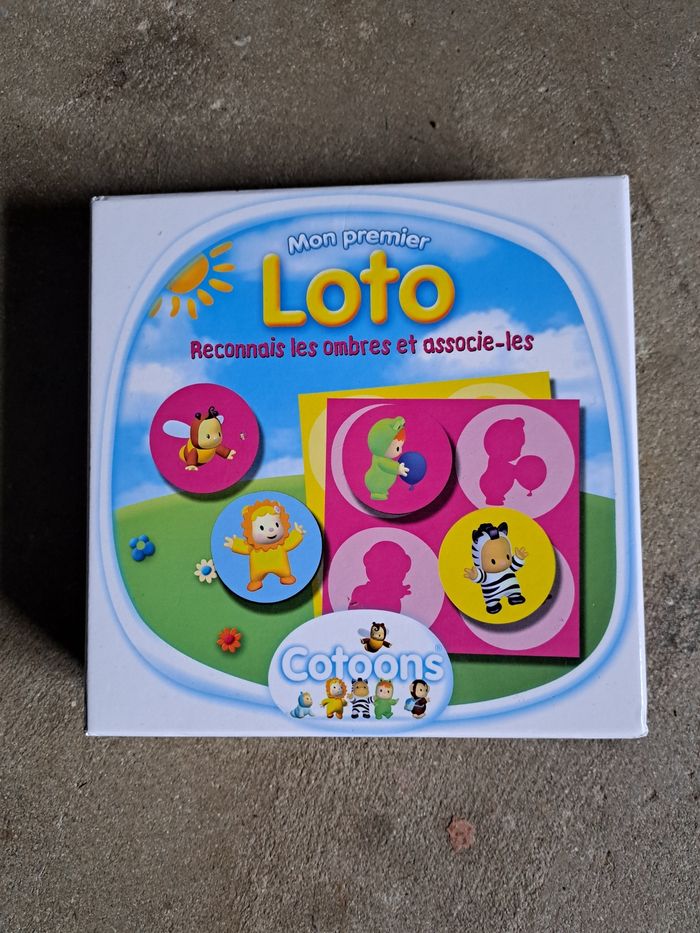 Mon premier
Loto
Reconnais les ombres et associe-les
Cotoons®